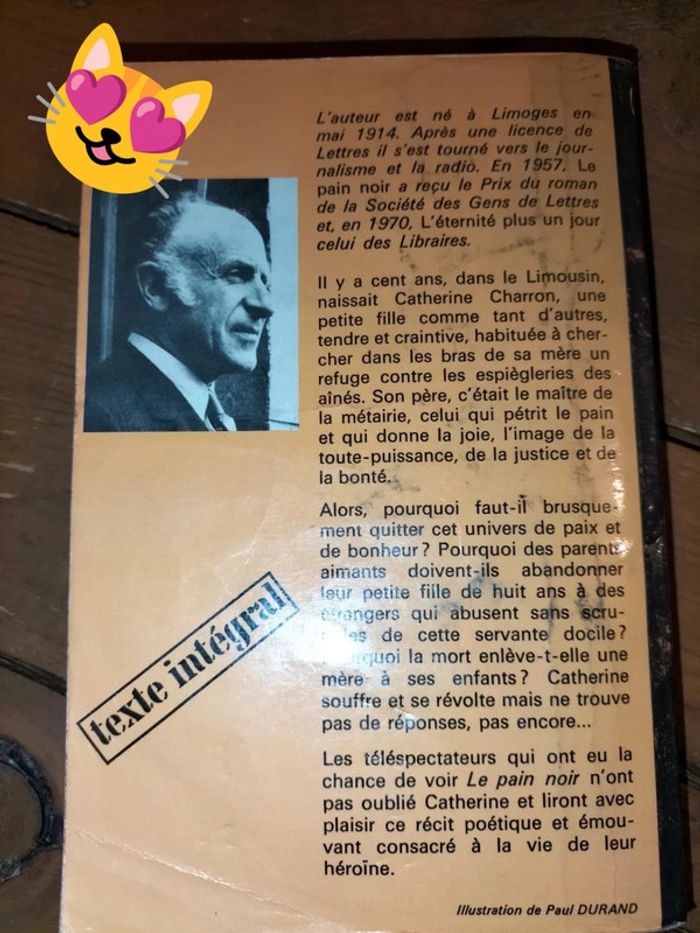 L'auteur est né à Limoges en
mai 1914. Après une licence de
Lettres il s'est tourné vers le jour-
nalisme et la radio. En 1957, Le
pain noir a reçu le Prix du roman
de la Société des Gens de Lettres
et, en 1970, L'éternité plus un jour
celui des Libraires.
Il y a cent ans, dans le Limousin,
naissait Catherine Charron, une
petite fille comme tant d'autres,
tendre et craintive, habituée à cher-
cher dans les bras de sa mère un
refuge contre les espiègleries des
aînés. Son père, c'était le maître de
la métairie, celui qui pétrit le pain
et qui donne la joie, l'image de la
toute-puissance, de la justice et de
la bonté.
Alors, pourquoi faut-il brusque-
ment quitter cet univers de paix et
de bonheur? Pourquoi des parents
aimants doivent-ils abandonner
leur petite fille de huit ans à des
étrangers qui abusent sans scru-
de cette servante docile?
la mort enlève-t-elle une
mère à ses enfants? Catherine
souffre et se révolte mais ne trouve
pas de réponses, pas encore...
texte intégral
Les téléspectateurs qui ont eu la
chance de voir Le pain noir n'ont
pas oublié Catherine et liront avec
plaisir ce récit poétique et émou-
vant consacré à la vie de leur
héroïne.
Illustration de Paul DURAND